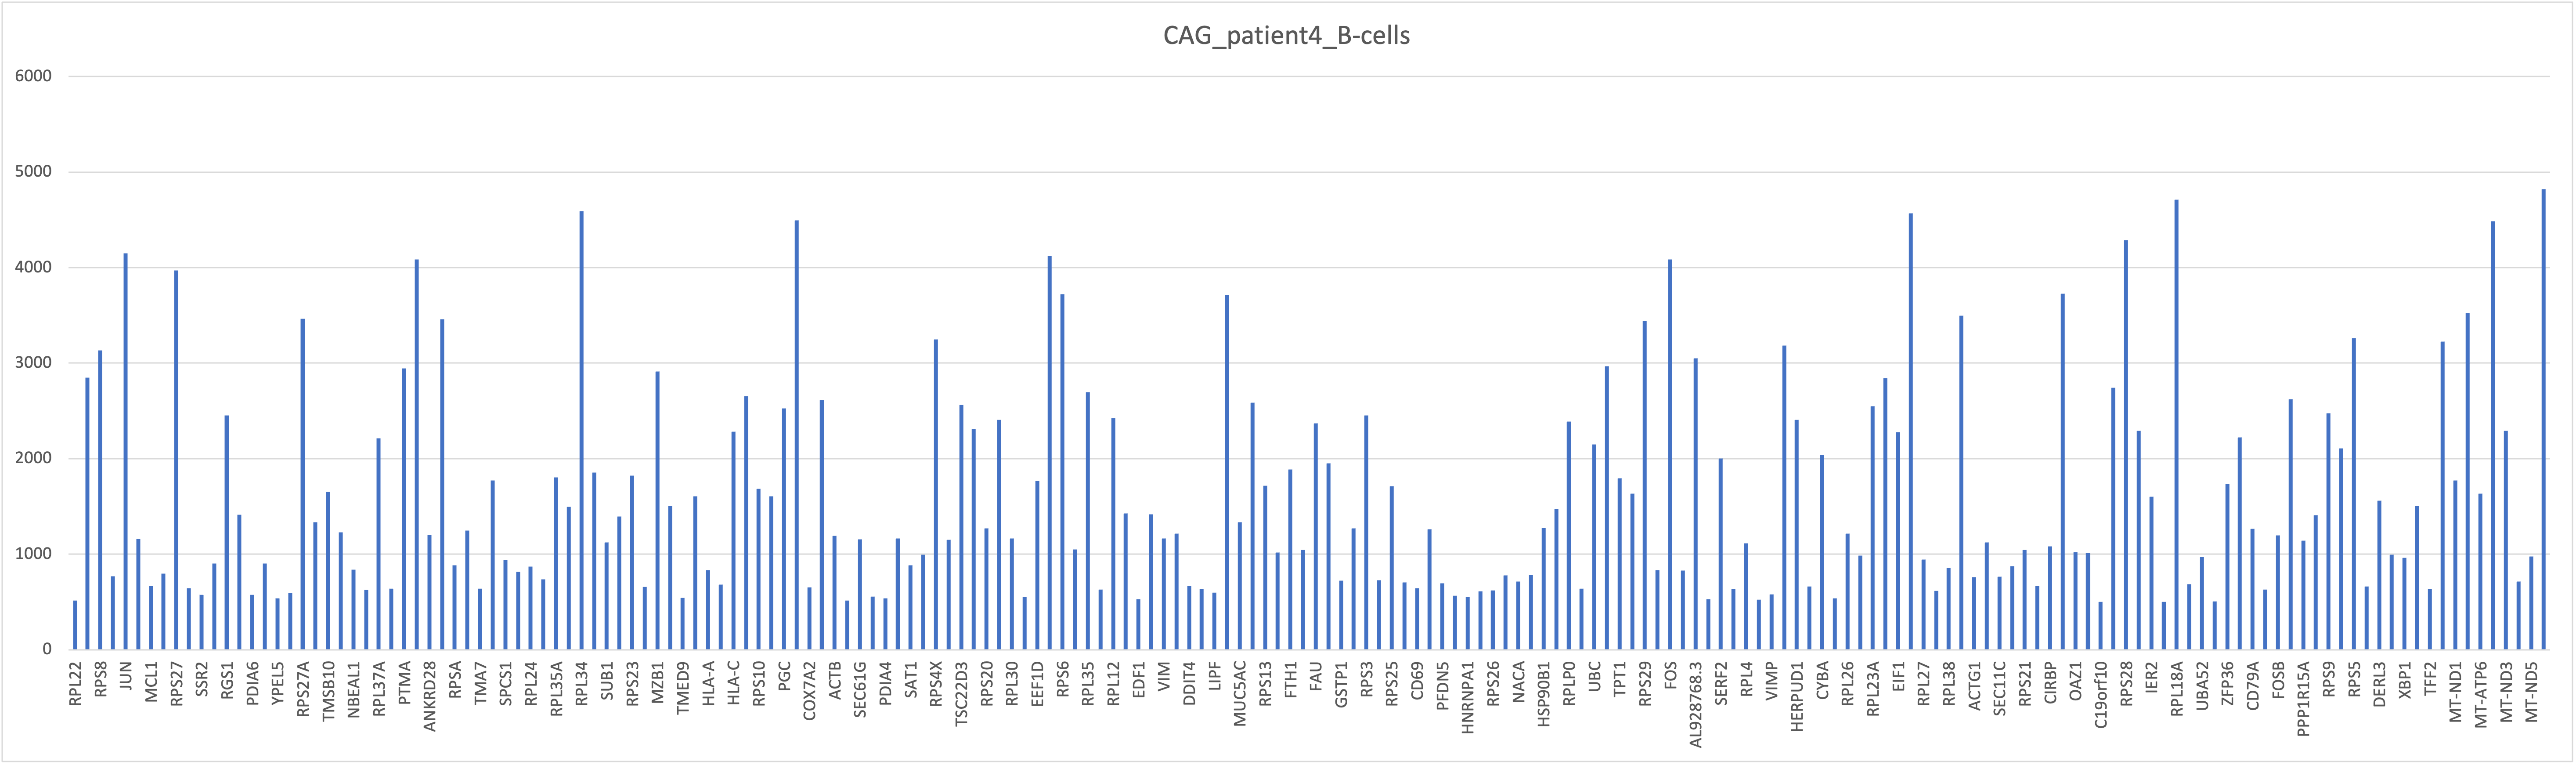 CAG_patient4_B-cells
6000
5000
4000
3000
2000
1000
0
RPL22
RPS8
JUN
MCL1
RPS27
SSR2
RGS1
PDIA6
YPEL5
RPS27A
TMSB10
NBEAL1
RPL37A
PTMA
ANKRD28
RPSA
TMA7
SPCS1
RPL24
RPL35A
RPL34
SUB1
RPS23
MZB1
TMED9
HLA-A
HLA-C
RPS10
PGC
COX7A2
ACTB
SEC61G
PDIA4
SAT1
RPS4X
TSC22D3
RPS20
RPL30
EEF1D
RPS6
RPL35
RPL12
EDF1
VIM
DDIT4
LIPF
MUC5AC
RPS13
FTH1
FAU
GSTP1
RPS3
RPS25
CD69
PFDN5
HNRNPA1
RPS26
NACA
HSP90B1
RPLP0
UBC
TPT1
RPS29
FOS
AL928768.3
SERF2
RPL4
VIMP
HERPUD1
CYBA
RPL26
RPL23A
EIF1
RPL27
RPL38
ACTG1
SEC11C
RPS21
CIRBP
OAZ1
C19orf10
RPS28
IER2
RPL18A
UBA52
ZFP36
CD79A
FOSB
PPP1R15A
RPS9
RPS5
DERL3
XBP1
TFF2
MT-ND1
MT-ATP6
MT-ND3
MT-ND5